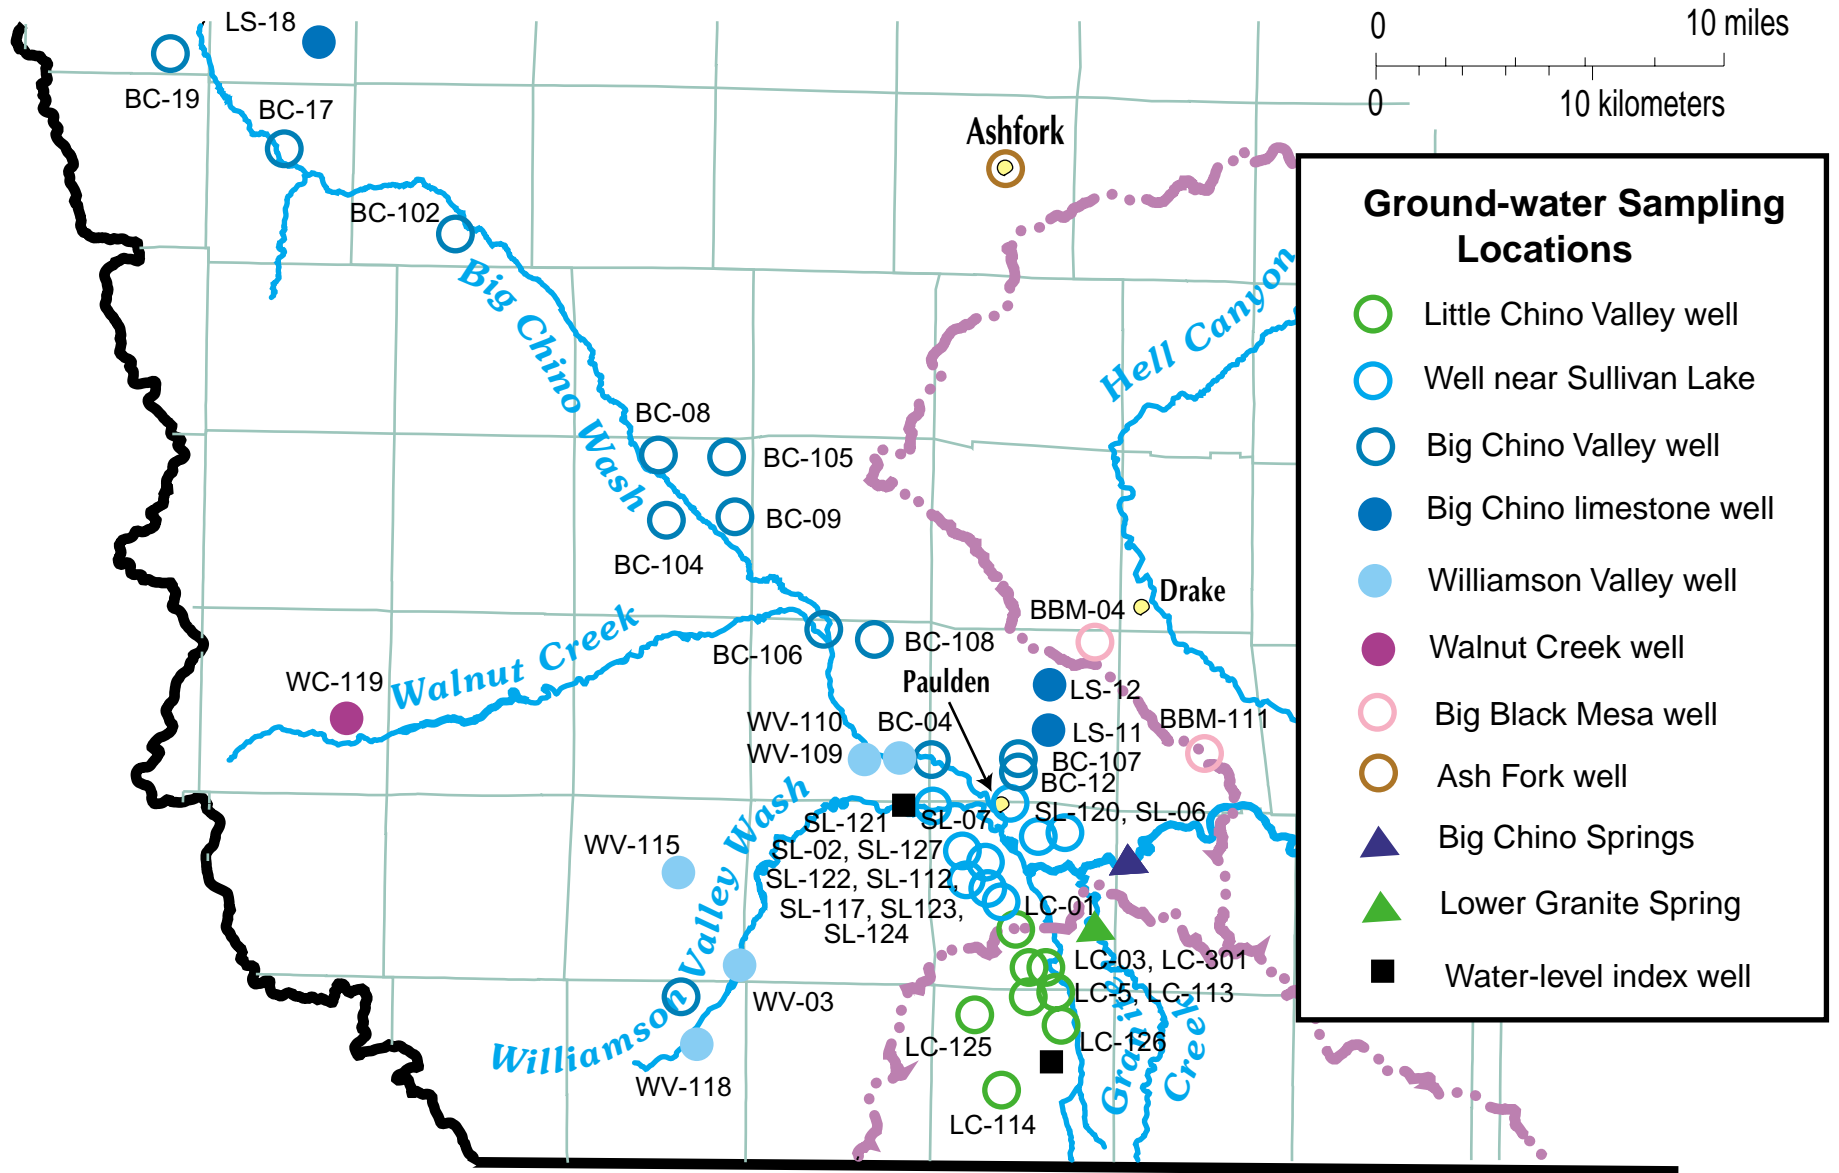 LS-18
BC-19
BC-17
BC-102
Ashfork
0 10 miles
0 10 kilometers
Big Chino Wash
Hell Canyon
BC-08
BC-105
BC-09
BC-104
Drake
BBM-04
BC-108
BC-106
Walnut Creek
WC-119
Paulden
LS-12
WV-110
BC-04
LS-11
BBM-111
WV-109
BC-107
BC-12
SL-121
SL-07
SL-120, SL-06
WV-115
SL-02, SL-127
SL-122, SL-112,
SL-117, SL123,
SL-124
LC-01
Williamson Valley Wash
LC-03, LC-301
LC-5, LC-113
WV-03
LC-125
LC-126
Granite
Creek
WV-118
LC-114
Ground-water Sampling
Locations
Little Chino Valley well
Well near Sullivan Lake
Big Chino Valley well
Big Chino limestone well
Williamson Valley well
Walnut Creek well
Big Black Mesa well
Ash Fork well
Big Chino Springs
Lower Granite Spring
Water-level index well